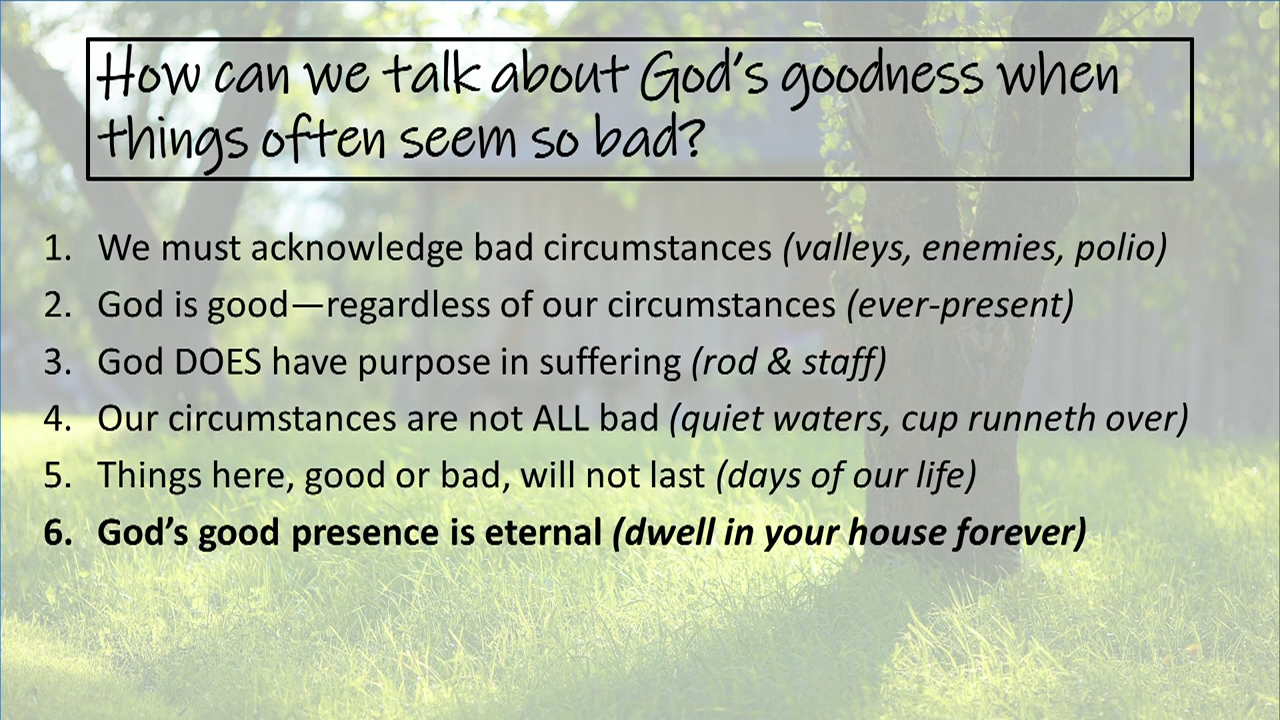 How can we talk about God's goodness when
things often seem so bad?
1. We must acknowledge bad circumstances (valleys, enemies, polio)
2. God is good—regardless of our circumstances (ever-present)
3. God DOES have purpose in suffering (rod & staff)
4. Our circumstances are not ALL bad (quiet waters, cup runneth over)
5. Things here, good or bad, will not last (days of our life)
6. God’s good presence is eternal (dwell in your house forever)